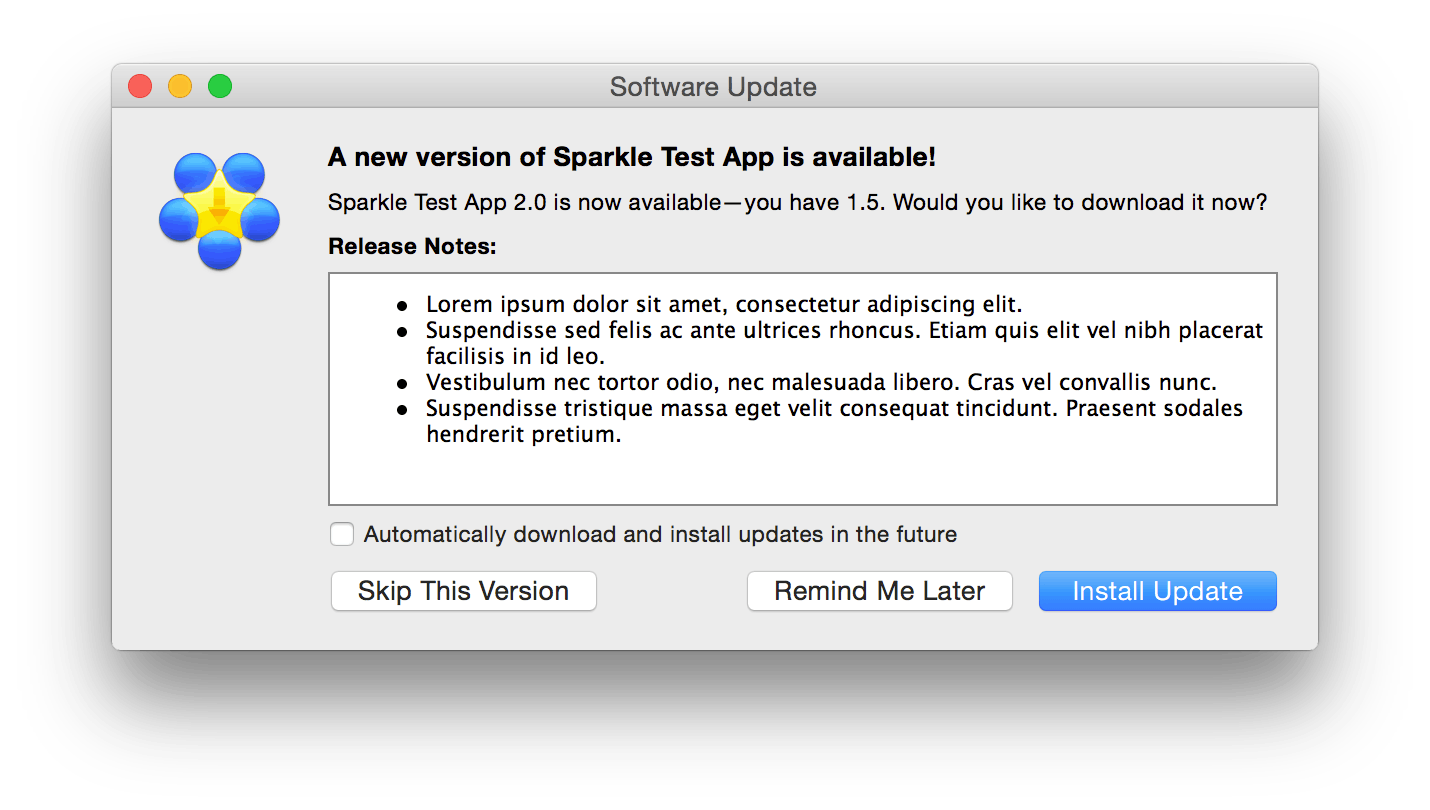 Software Update
A new version of Sparkle Test App is available!
Sparkle Test App 2.0 is now available—you have 1.5. Would you like to download it now?
Release Notes:
• Lorem ipsum dolor sit amet, consectetur adipiscing elit.
• Suspendisse sed felis ac ante ultrices rhoncus. Etiam quis elit vel nibh placerat
facilisis in id leo.
• Vestibulum nec tortor odio, nec malesuada libero. Cras vel convallis nunc.
• Suspendisse tristique massa eget velit consequat tincidunt. Praesent sodales
hendrerit pretium.
Automatically download and install updates in the future
Skip This Version
Remind Me Later
Install Update